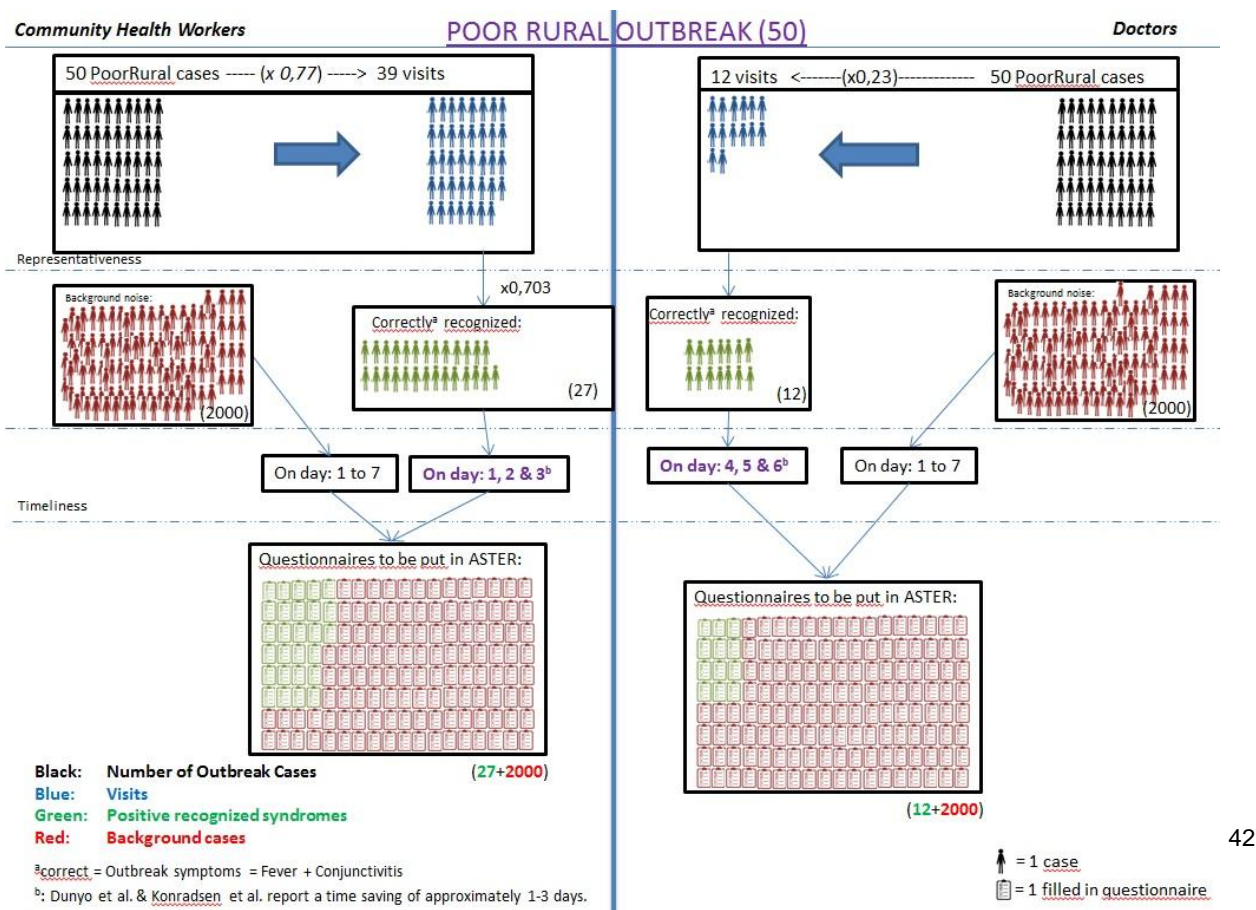 Community Health Workers
POOR RURAL OUTBREAK (50)
Doctors
50 PoorRural cases ----- (x 0,77) -----> 39 visits
12 visits <-------(x0,23)------------- 50 PoorRural cases
Representativeness
x0,703
Background noise:
(2000)
Correctlyᵃ recognized:
(27)
Correctlyᵃ recognized:
(12)
Background noise:
(2000)
On day: 1 to 7
On day: 1, 2 & 3ᵇ
On day: 4, 5 & 6ᵇ
On day: 1 to 7
Timeliness
Questionnaires to be put in ASTER:
(27+2000)
Questionnaires to be put in ASTER:
(12+2000)
Black: Number of Outbreak Cases
Blue: Visits
Green: Positive recognized syndromes
Red: Background cases
ᵃcorrect = Outbreak symptoms = Fever + Conjunctivitis
ᵇ: Dunyo et al. & Konradsen et al. report a time saving of approximately 1-3 days.
= 1 case
= 1 filled in questionnaire
42